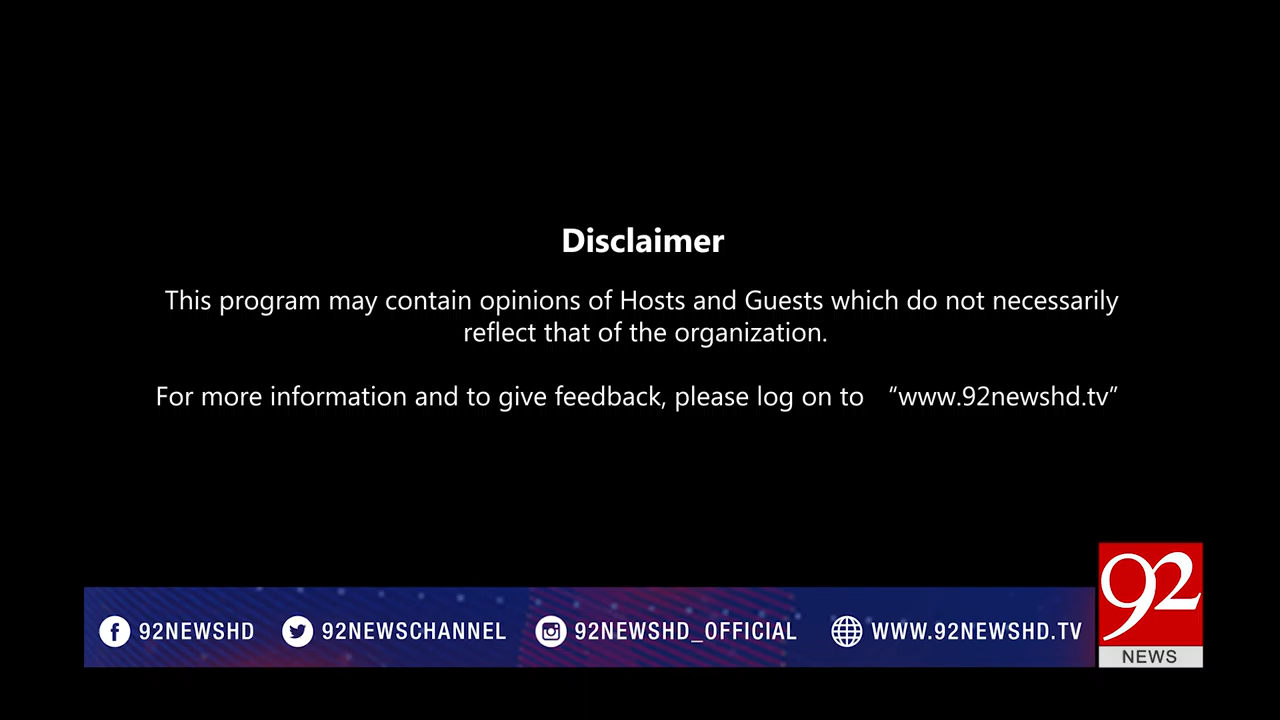 Disclaimer
This program may contain opinions of Hosts and Guests which do not necessarily
reflect that of the organization.
For more information and to give feedback, please log on to “www.92newshd.tv”
92NEWSHD 92NEWSCHANNEL 92NEWSHD_OFFICIAL WWW.92NEWSHD.TV
92
NEWS